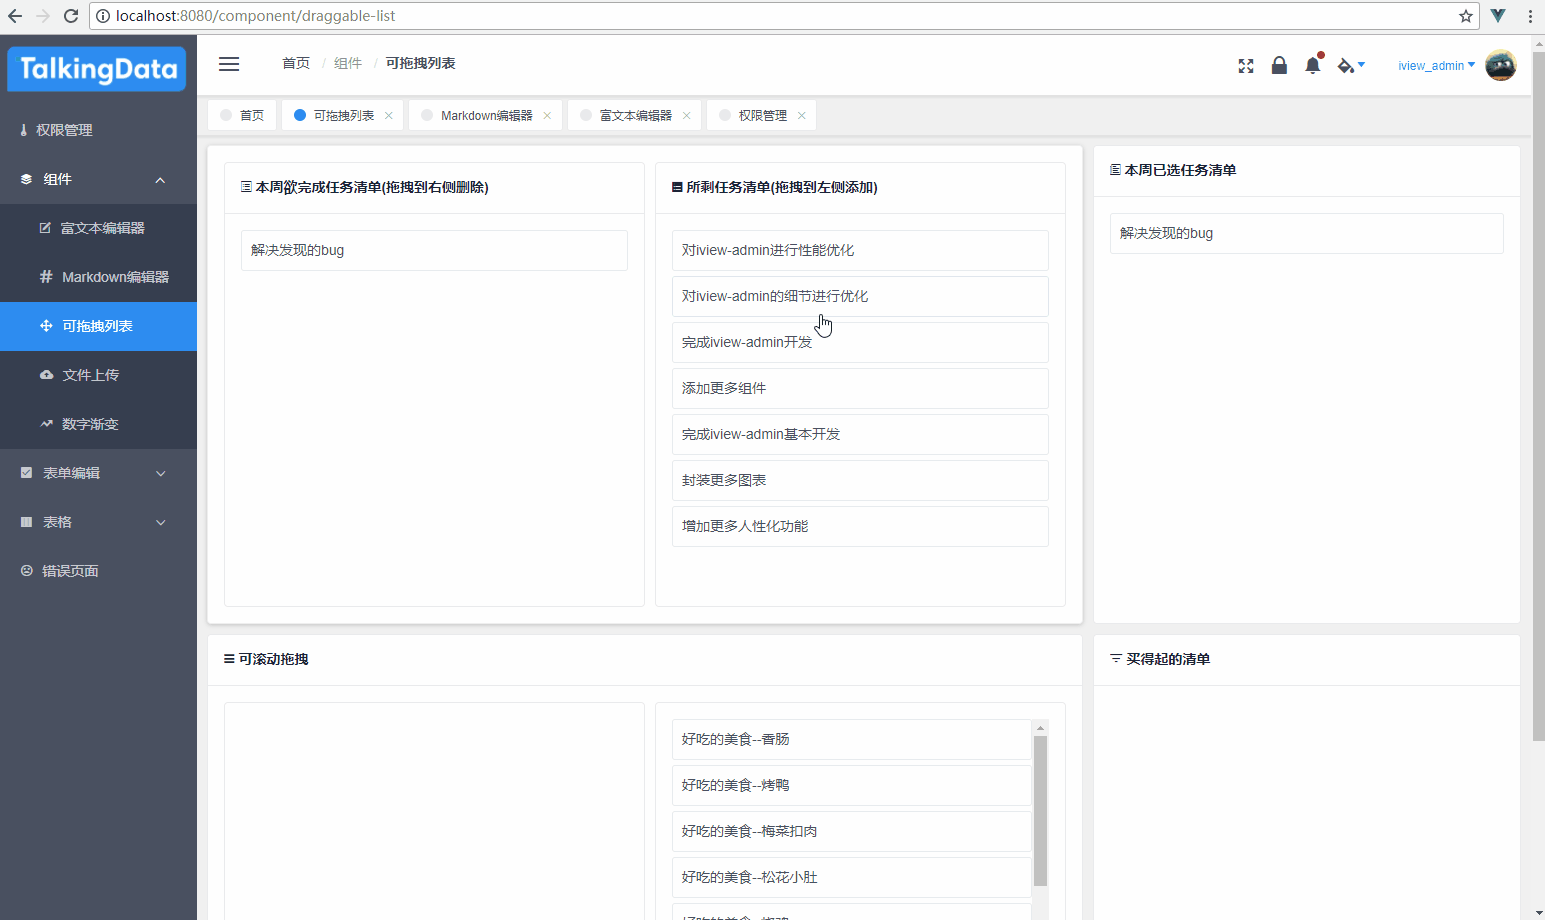 localhost:8080/component/draggable-list
TalkingData
首页 / 组件 / 可拖拽列表
iview_admin
首页
可拖拽列表
Markdown编辑器
富文本编辑器
权限管理
权限管理
组件
富文本编辑器
Markdown编辑器
可拖拽列表
文件上传
数字渐变
表单编辑
表格
错误页面
本周欲完成任务清单(拖拽到右侧删除)
解决发现的bug
所剩任务清单(拖拽到左侧添加)
对iview-admin进行性能优化
对iview-admin的细节进行优化
完成iview-admin开发
添加更多组件
完成iview-admin基本开发
封装更多图表
增加更多人性化功能
本周已选任务清单
解决发现的bug
可滚动拖拽
好吃的美食--香肠
好吃的美食--烤鸭
好吃的美食--梅菜扣肉
好吃的美食--松花小肚
买得起的清单